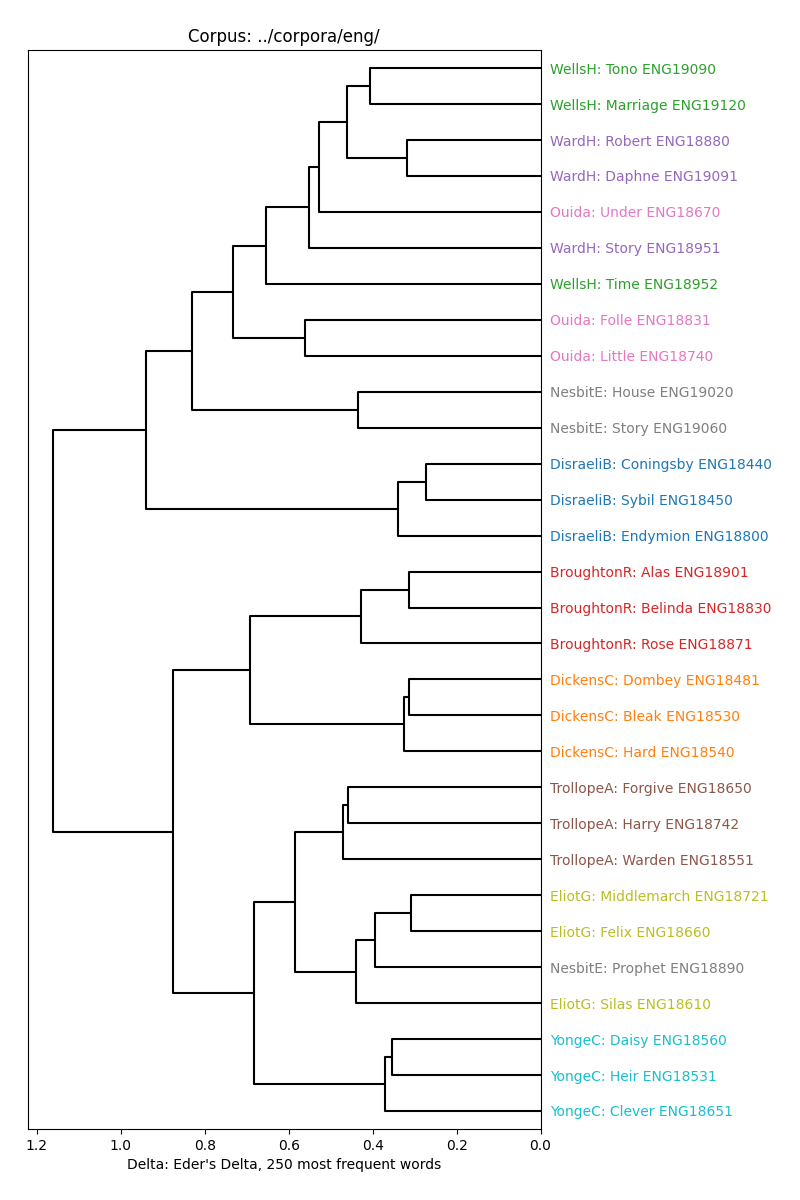 Corpus: ../corpora/eng/
WellsH: Tono ENG19090
WellsH: Marriage ENG19120
WardH: Robert ENG18880
WardH: Daphne ENG19091
Ouida: Under ENG18670
WardH: Story ENG18951
WellsH: Time ENG18952
Ouida: Folle ENG18831
Ouida: Little ENG18740
NesbitE: House ENG19020
NesbitE: Story ENG19060
DisraeliB: Coningsby ENG18440
DisraeliB: Sybil ENG18450
DisraeliB: Endymion ENG18800
BroughtonR: Alas ENG18901
BroughtonR: Belinda ENG18830
BroughtonR: Rose ENG18871
DickensC: Dombey ENG18481
DickensC: Bleak ENG18530
DickensC: Hard ENG18540
TrollopeA: Forgive ENG18650
TrollopeA: Harry ENG18742
TrollopeA: Warden ENG18551
EliotG: Middlemarch ENG18721
EliotG: Felix ENG18660
NesbitE: Prophet ENG18890
EliotG: Silas ENG18610
YongeC: Daisy ENG18560
YongeC: Heir ENG18531
YongeC: Clever ENG18651
1.2 1.0 0.8 0.6 0.4 0.2 0.0
Delta: Eder's Delta, 250 most frequent words